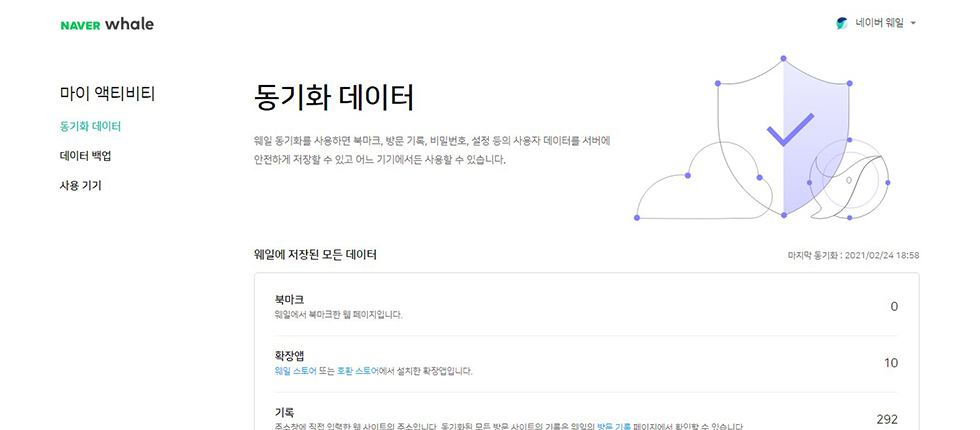 NAVER whale
네이버 웨일
마이 액티비티
동기화 데이터
데이터 백업
사용 기기
동기화 데이터
웨일 동기화를 사용하면 북마크, 방문 기록, 비밀번호, 설정 등의 사용자 데이터를 서버에
안전하게 저장할 수 있고 어느 기기에서든 사용할 수 있습니다.
웨일에 저장된 모든 데이터
마지막 동기화 : 2021/02/24 18:58
북마크
웨일에서 북마크한 웹 페이지입니다.
0
확장앱
웨일 스토어 또는 호환 스토어에서 설치한 확장앱입니다.
10
기록
주소창에 직접 입력한 웹 사이트의 주소입니다. 동기화된 모든 방문 사이트의 기록은 웨일의 방문 기록 페이지에서 확인할 수 있습니다.
292